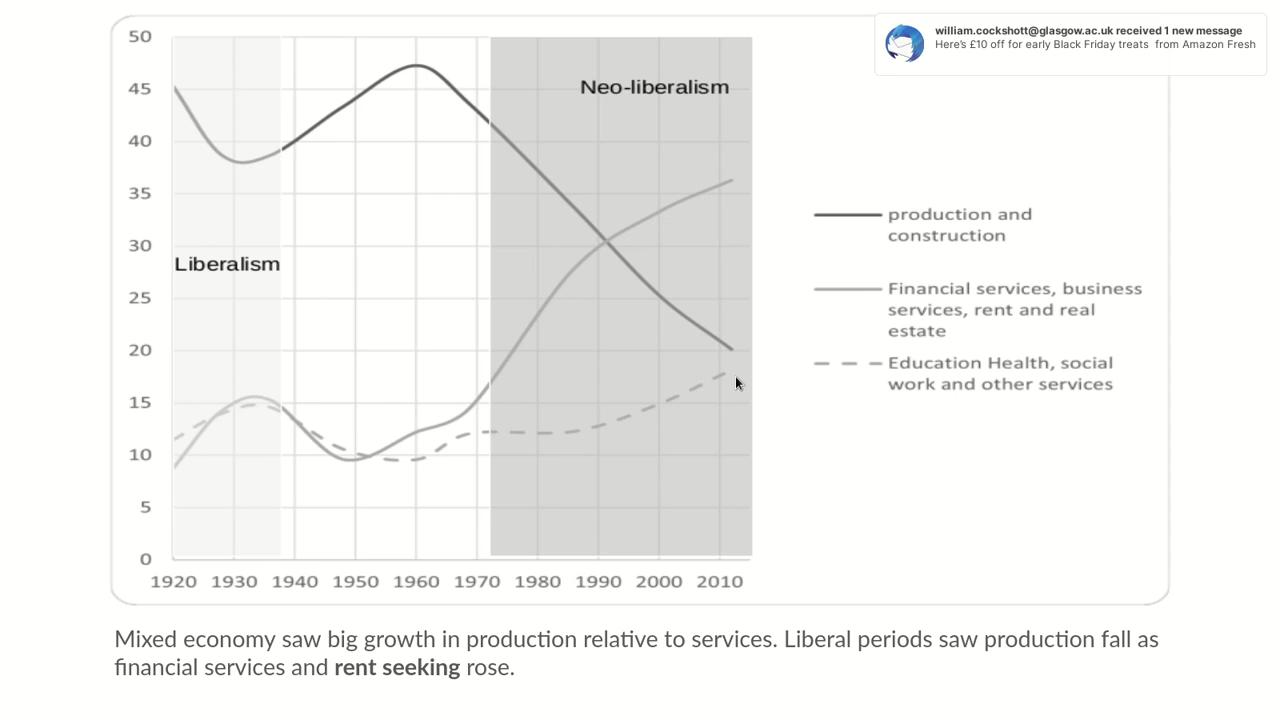 william.cockshott@glasgow.ac.uk received 1 new message
Here's £10 off for early Black Friday treats from Amazon Fresh
50
45
40
35
30
25
20
15
10
5
0
Neo-liberalism
Liberalism
1920 1930 1940 1950 1960 1970 1980 1990 2000 2010
production and
construction
Financial services, business
services, rent and real
estate
Education Health, social
work and other services
Mixed economy saw big growth in production relative to services. Liberal periods saw production fall as
financial services and rent seeking rose.